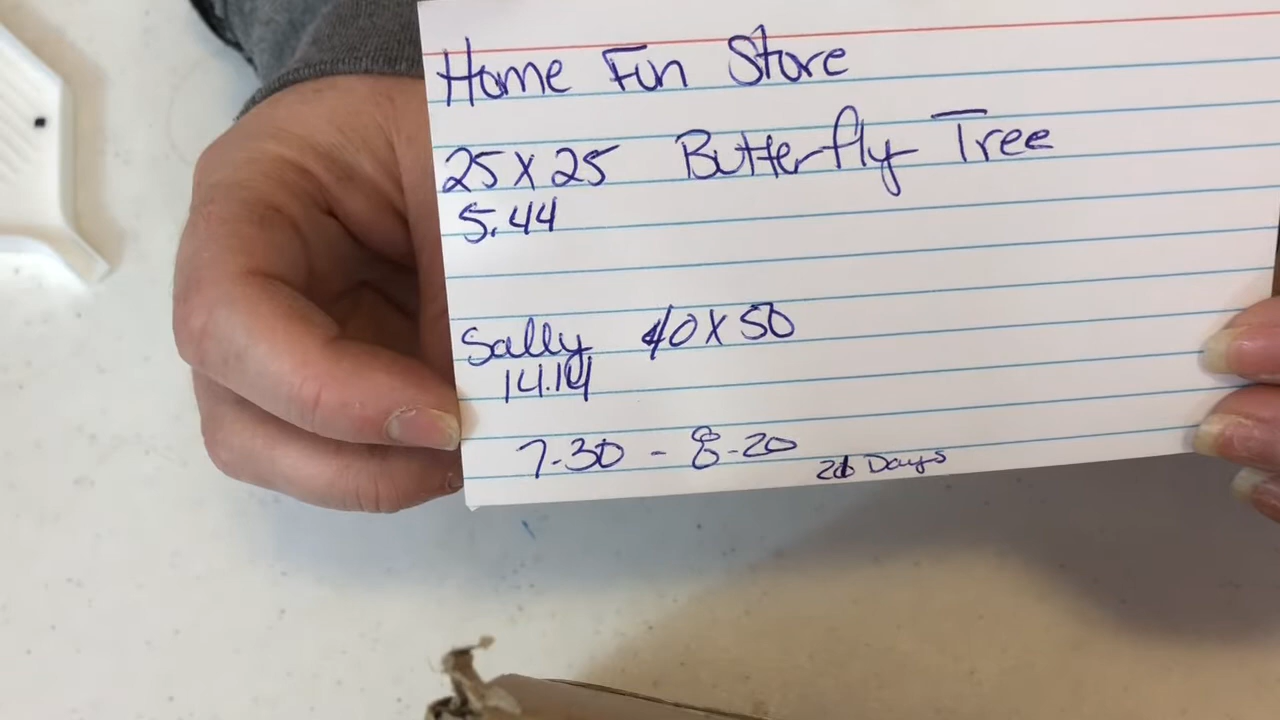 Home Fun Store
25 X 25 Butterfly Tree
5.44
Sally 40 X 50
14.14
7-30 - 8-20
Days